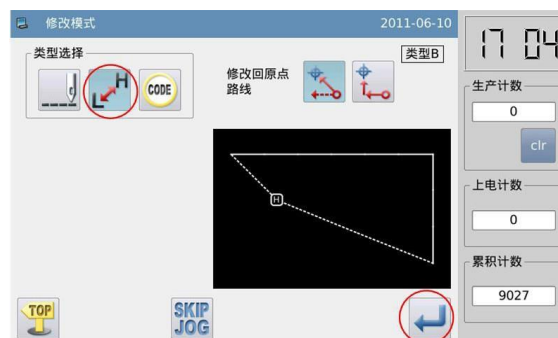 修改模式
2011-06-10
17 04
类型选择
L H
CODE
修改回原点
路线
类型B
生产计数
0
clr
H
上电计数
0
累积计数
9027
TOP
SKIP
JOG